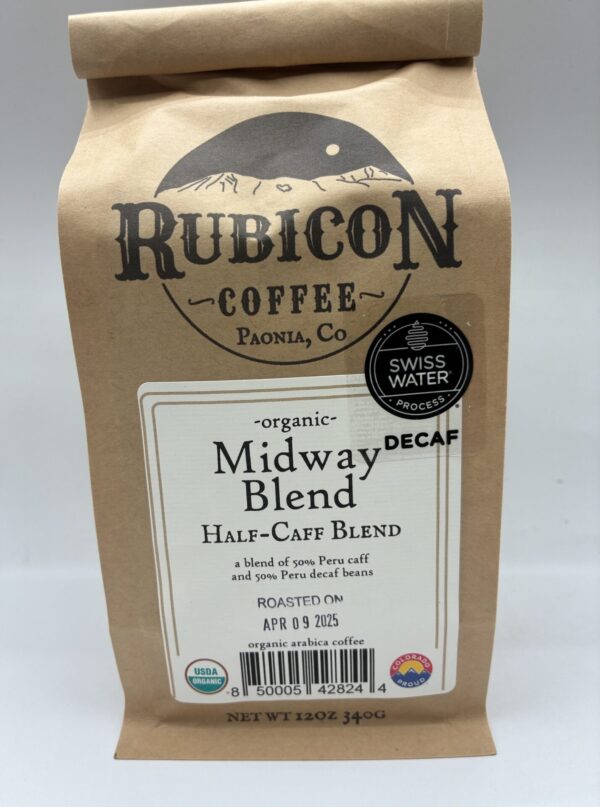 RUBICON
~COFFEE~
PAONIA, CO
SWISS
WATER®
PROCESS
DECAF
-organic-
Midway
Blend
HALF-CAFF BLEND
a blend of 50% Peru caff
and 50% Peru decaf beans
ROASTED ON
APR 09 2025
organic arabica coffee
USDA
ORGANIC
8 50005 42824 4
COLORADO
PROUD
NET WT 12OZ 340G